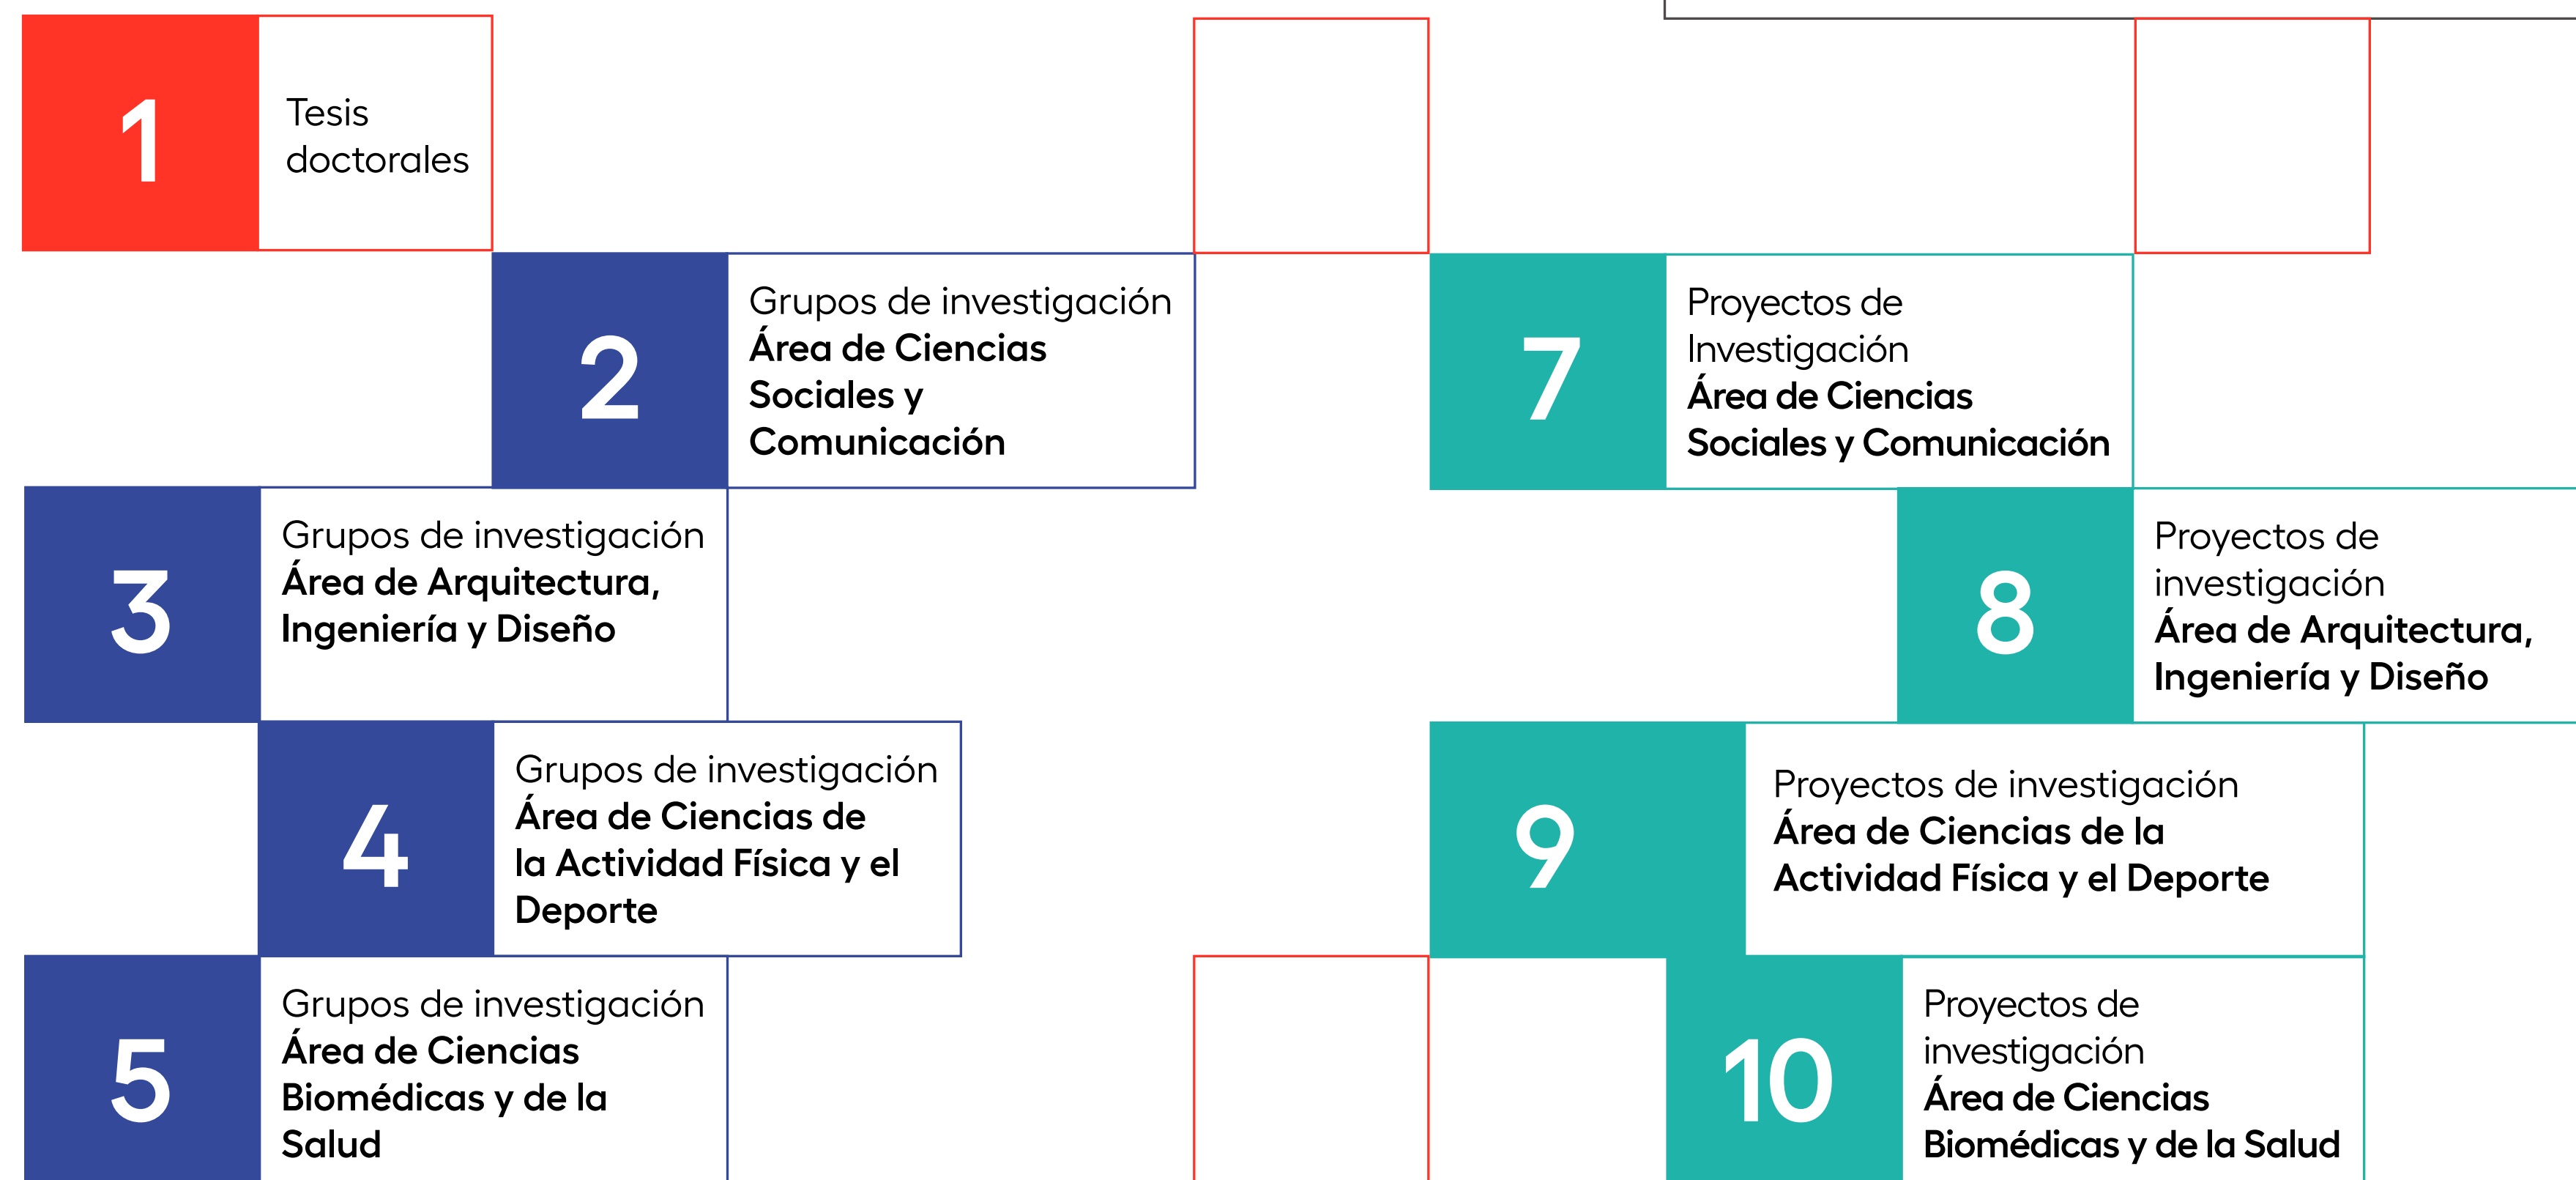 1
Tesis
doctorales
2
Grupos de investigación
Área de Ciencias
Sociales y
Comunicación
3
Grupos de investigación
Área de Arquitectura,
Ingeniería y Diseño
4
Grupos de investigación
Área de Ciencias de
la Actividad Física y el
Deporte
5
Grupos de investigación
Área de Ciencias
Biomédicas y de la
Salud
7
Proyectos de
Investigación
Área de Ciencias
Sociales y Comunicación
8
Proyectos de
investigación
Área de Arquitectura,
Ingeniería y Diseño
9
Proyectos de investigación
Área de Ciencias de la
Actividad Física y el Deporte
10
Proyectos de
investigación
Área de Ciencias
Biomédicas y de la Salud